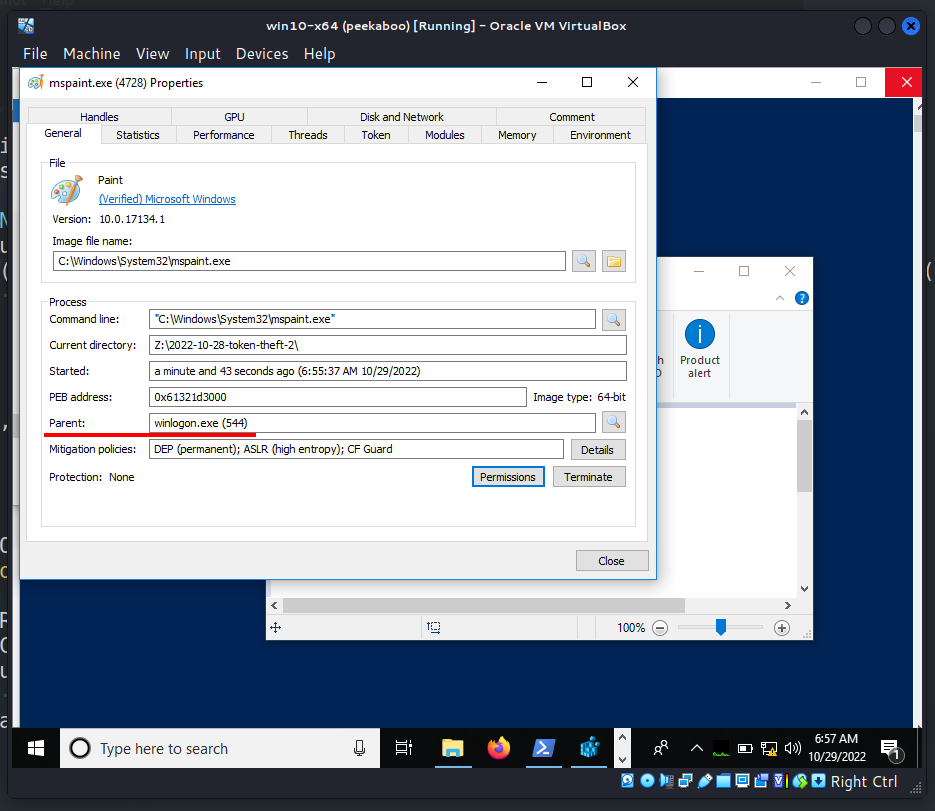 win10-x64 (peekaboo) [Running] - Oracle VM VirtualBox
File Machine View Input Devices Help
mspaint.exe (4728) Properties
Handles GPU Disk and Network Comment
General Statistics Performance Threads Token Modules Memory Environment
File
Paint
(Verified) Microsoft Windows
Version: 10.0.17134.1
Image file name:
C:\Windows\System32\mspaint.exe
Process
Command line: "C:\Windows\System32\mspaint.exe"
Current directory: Z:\2022-10-28-token-theft-2\
Started: a minute and 43 seconds ago (6:55:37 AM 10/29/2022)
PEB address: 0x61321d3000 Image type: 64-bit
Parent: winlogon.exe (544)
Mitigation policies: DEP (permanent); ASLR (high entropy); CF Guard Details
Protection: None Permissions Terminate
Close
Product
alert
100%
Type here to search
6:57 AM
10/29/2022
1
Right Ctrl